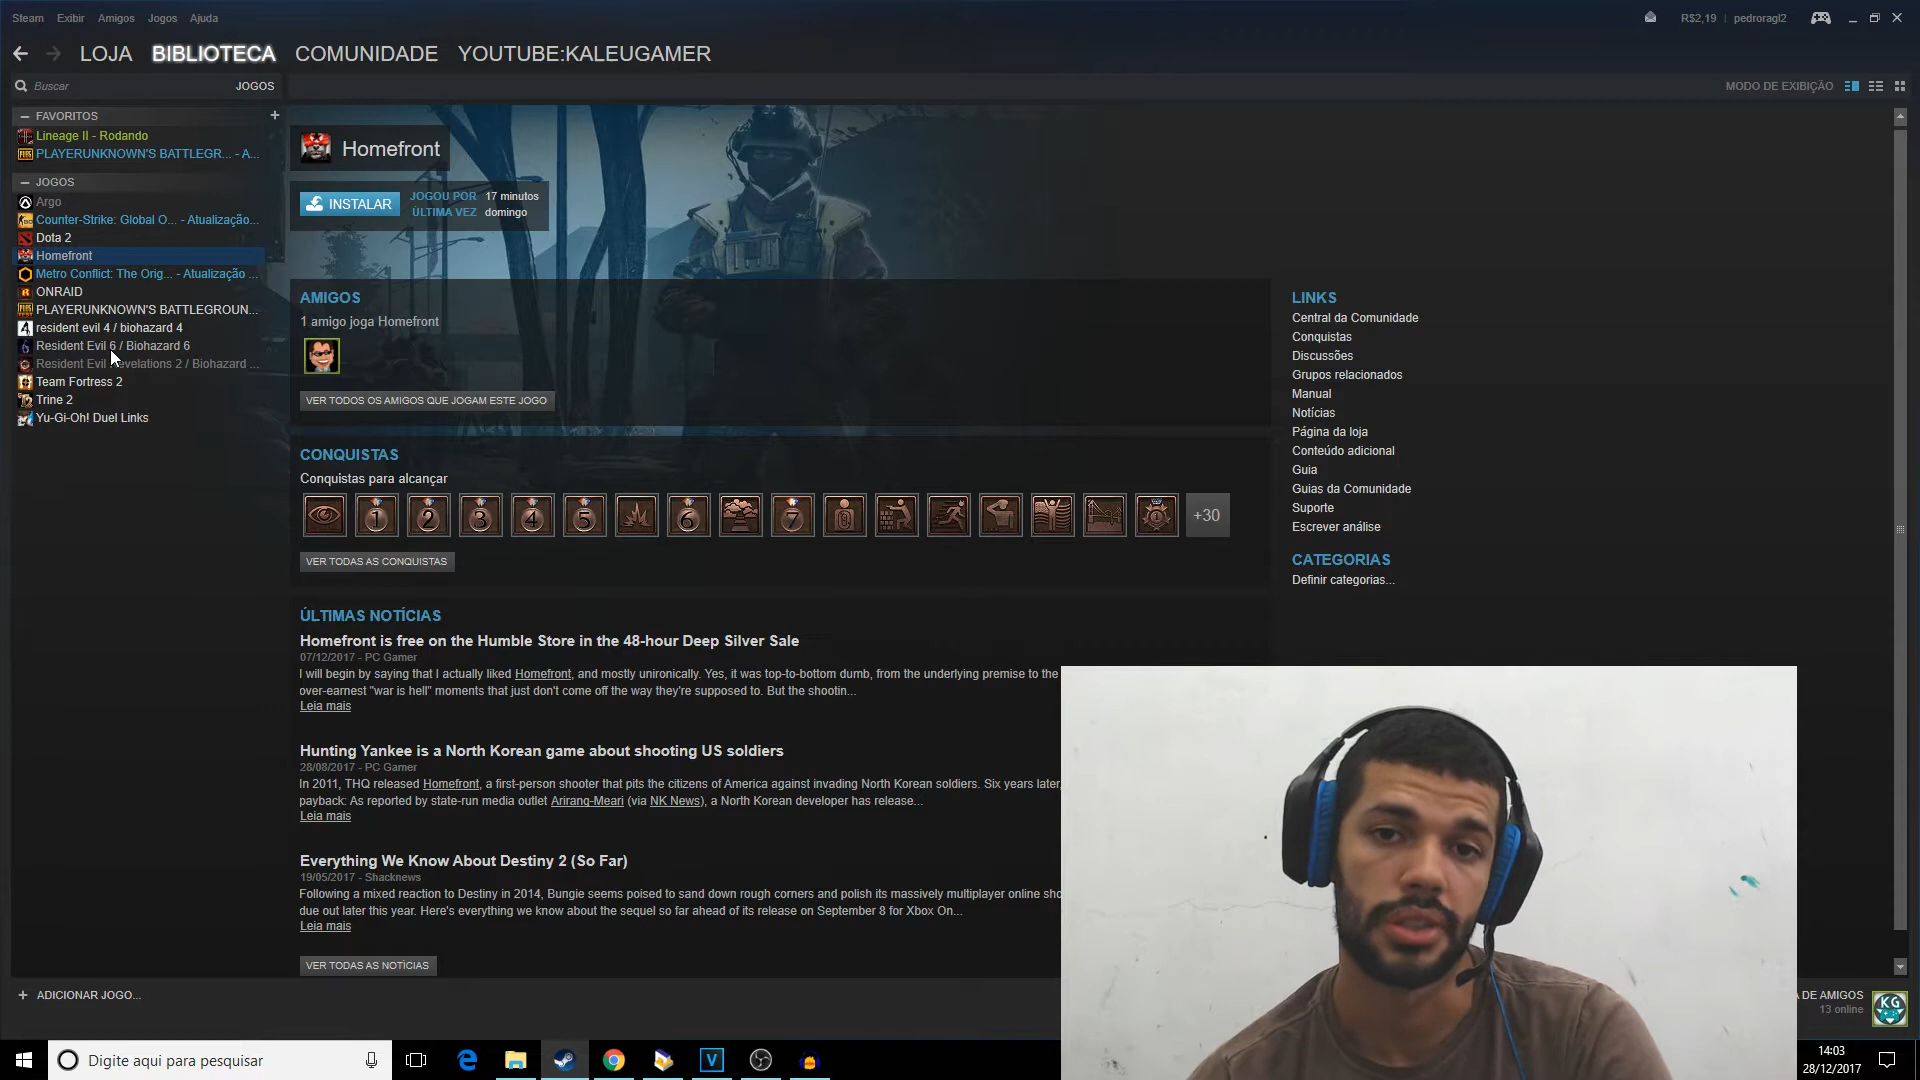 Steam Exibir Amigos Jogos Ajuda
R$2,19 | pedroragl2
LOJA BIBLIOTECA COMUNIDADE YOUTUBE:KALEUGAMER
Buscar JOGOS
MODO DE EXIBIÇÃO
— FAVORITOS +
Lineage II - Rodando
PLAYERUNKNOWN'S BATTLEGR... - A...
— JOGOS
Argo
Counter-Strike: Global O... - Atualização...
Dota 2
Homefront
Metro Conflict: The Orig... - Atualização ...
ONRAID
PLAYERUNKNOWN'S BATTLEGROUN...
resident evil 4 / biohazard 4
Resident Evil 6 / Biohazard 6
Resident Evil Revelations 2 / Biohazard ...
Team Fortress 2
Trine 2
Yu-Gi-Oh! Duel Links
+ ADICIONAR JOGO...
Homefront
INSTALAR
JOGOU POR 17 minutos
ÚLTIMA VEZ domingo
AMIGOS
1 amigo joga Homefront
VER TODOS OS AMIGOS QUE JOGAM ESTE JOGO
CONQUISTAS
Conquistas para alcançar
1 2 3 4 5 6 7
+30
VER TODAS AS CONQUISTAS
ÚLTIMAS NOTÍCIAS
Homefront is free on the Humble Store in the 48-hour Deep Silver Sale
07/12/2017 - PC Gamer
I will begin by saying that I actually liked Homefront, and mostly unironically. Yes, it was top-to-bottom dumb, from the underlying premise to the
over-earnest "war is hell" moments that just don't come off the way they're supposed to. But the shootin...
Leia mais
Hunting Yankee is a North Korean game about shooting US soldiers
28/08/2017 - PC Gamer
In 2011, THQ released Homefront, a first-person shooter that pits the citizens of America against invading North Korean soldiers. Six years later,
payback: As reported by state-run media outlet Arirang-Meari (via NK News), a North Korean developer has release...
Leia mais
Everything We Know About Destiny 2 (So Far)
19/05/2017 - Shacknews
Following a mixed reaction to Destiny in 2014, Bungie seems poised to sand down rough corners and polish its massively multiplayer online sho
due out later this year. Here's everything we know about the sequel so far ahead of its release on September 8 for Xbox On...
Leia mais
VER TODAS AS NOTÍCIAS
LINKS
Central da Comunidade
Conquistas
Discussões
Grupos relacionados
Manual
Notícias
Página da loja
Conteúdo adicional
Guia
Guias da Comunidade
Suporte
Escrever análise
CATEGORIAS
Definir categorias...
DE AMIGOS
13 online
KG
Digite aqui para pesquisar
V
14:03
28/12/2017